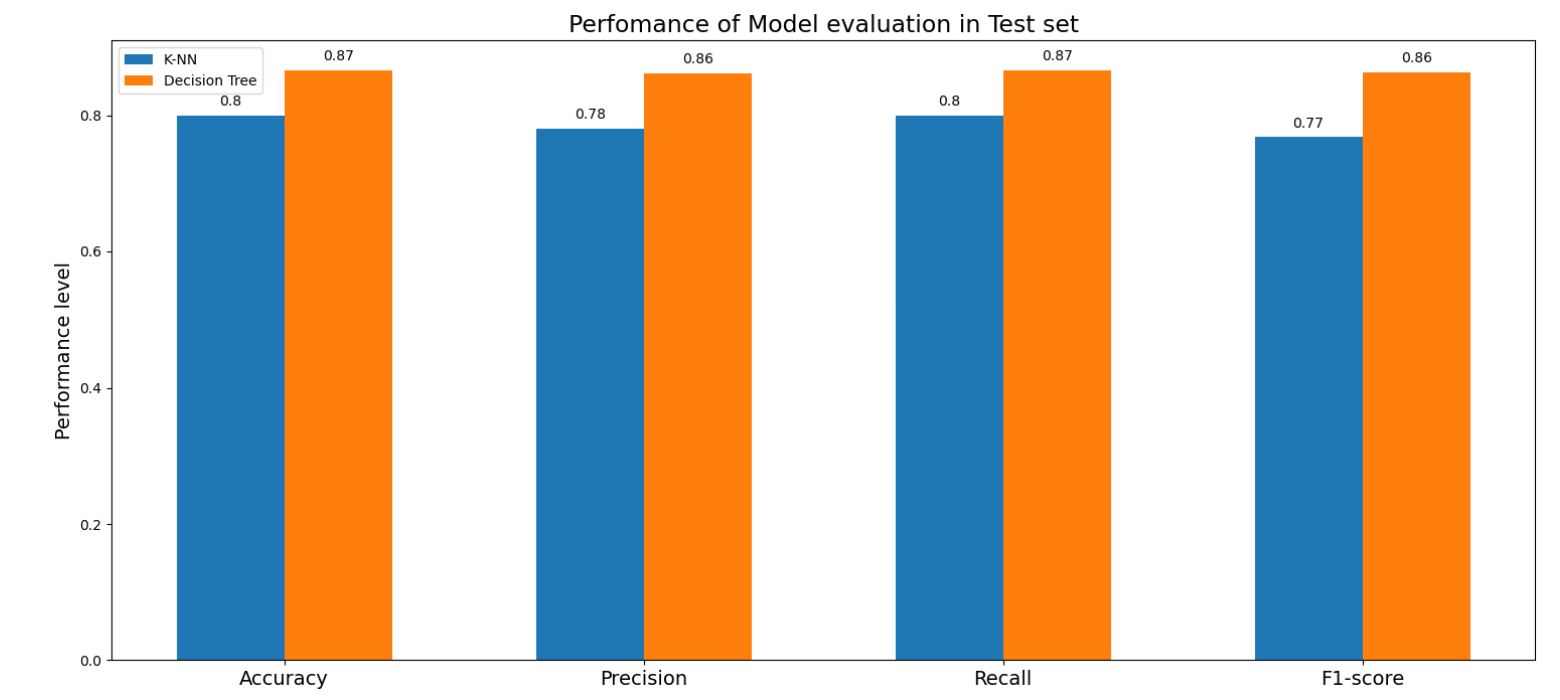 Perfomance of Model evaluation in Test set
K-NN
Decision Tree
0.8
0.87
0.78
0.86
0.8
0.87
0.77
0.86
Performance level
0.8
0.6
0.4
0.2
0.0
Accuracy
Precision
Recall
F1-score